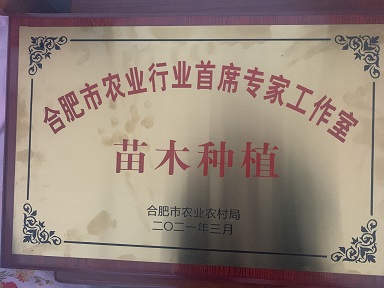 合肥市农业行业首席专家工作室
苗木种植
合肥市农业农村局
二〇二一年三月